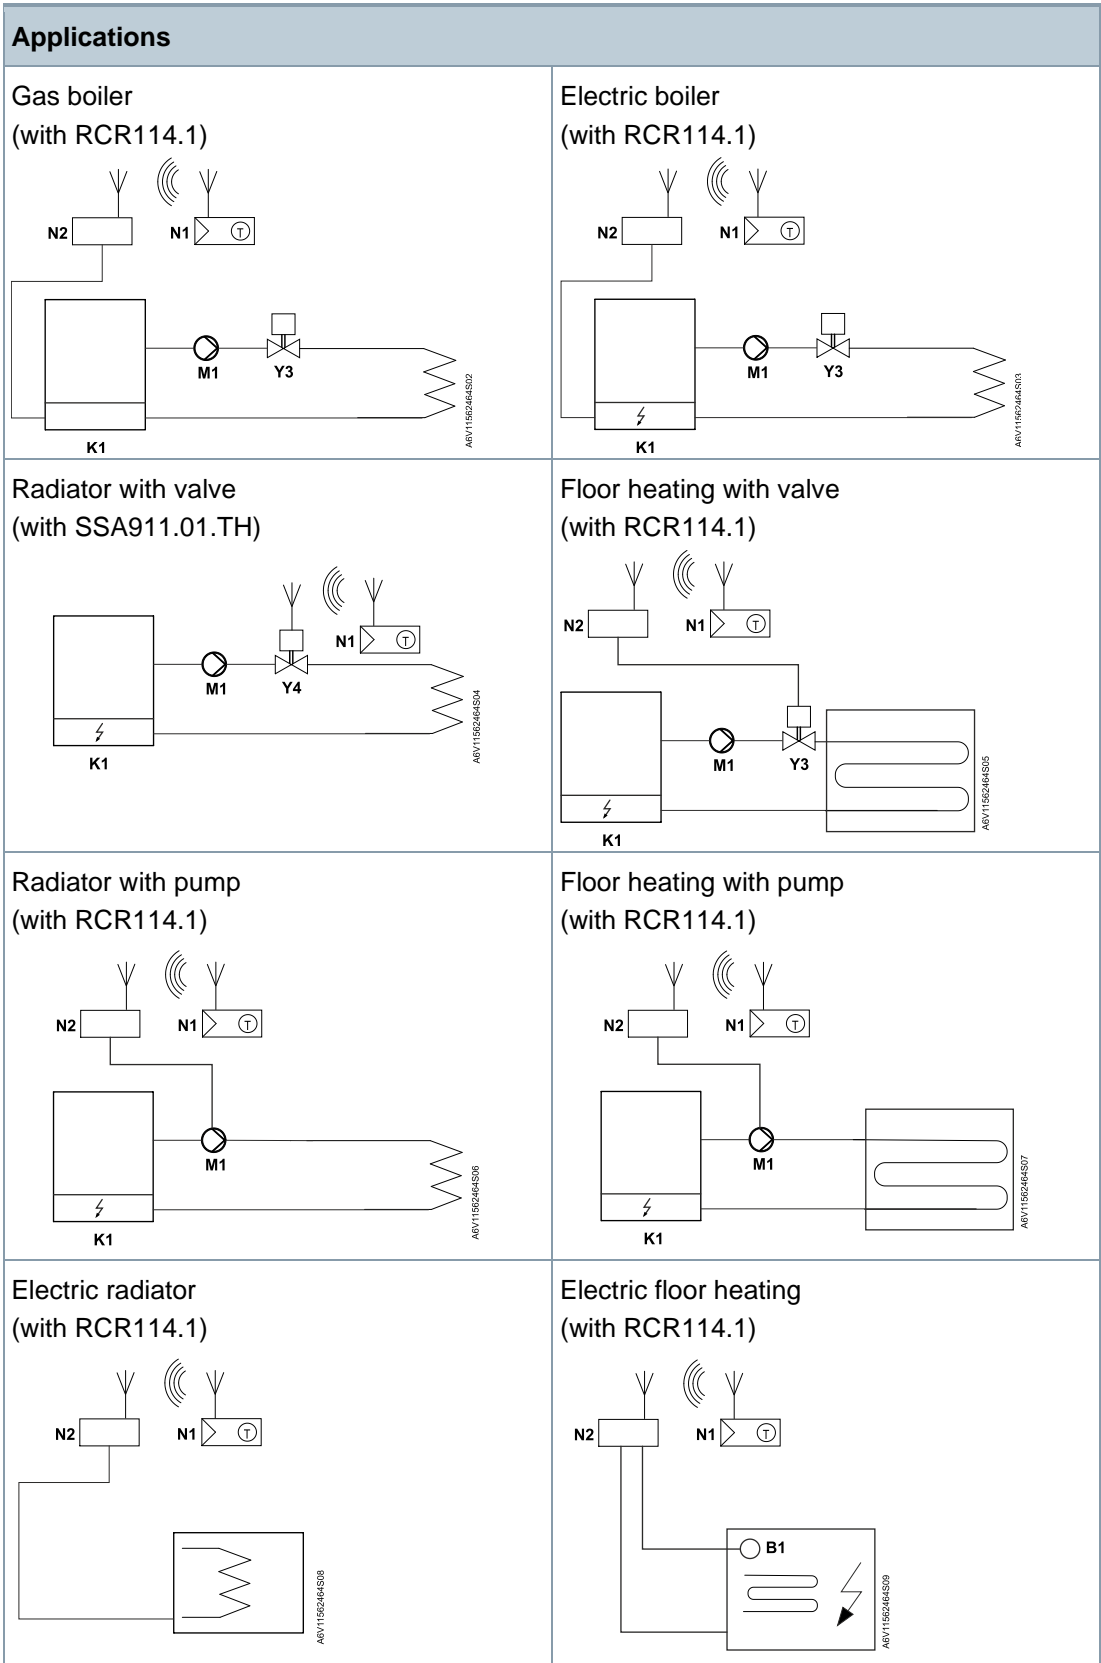 Applications
Gas boiler
(with RCR114.1)
N2
N1
T
M1
Y3
K1
A6V11562464S02
Electric boiler
(with RCR114.1)
N2
N1
T
M1
Y3
K1
A6V11562464S03
Radiator with valve
(with SSA911.01.TH)
N1
T
M1
Y4
K1
A6V11562464S04
Floor heating with valve
(with RCR114.1)
N2
N1
T
M1
Y3
K1
A6V11562464S05
Radiator with pump
(with RCR114.1)
N2
N1
T
M1
K1
A6V11562464S06
Floor heating with pump
(with RCR114.1)
N2
N1
T
M1
K1
A6V11562464S07
Electric radiator
(with RCR114.1)
N2
N1
T
A6V11562464S08
Electric floor heating
(with RCR114.1)
N2
N1
T
B1
A6V11562464S09